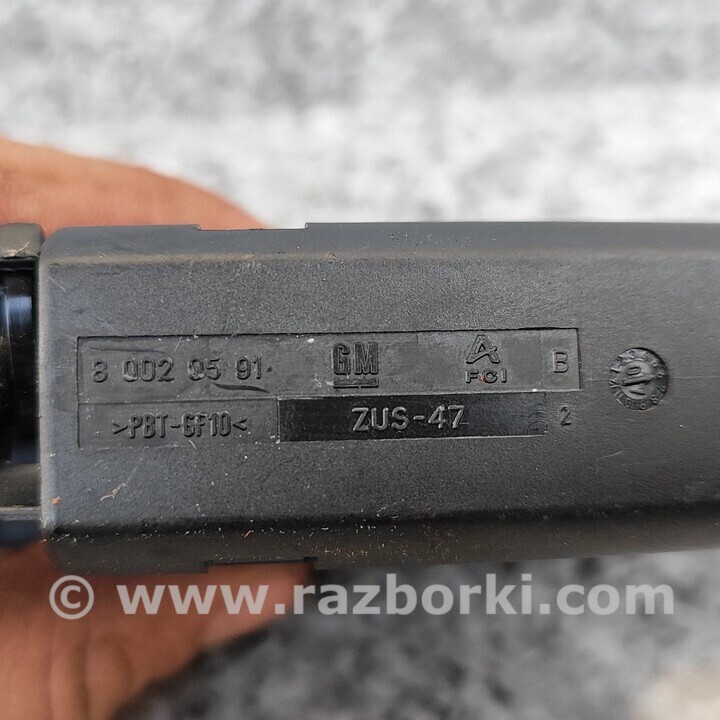 8 002 05 91 GM A FCI B
>PBT-GF10< ZUS-47 2
© www.razborki.com